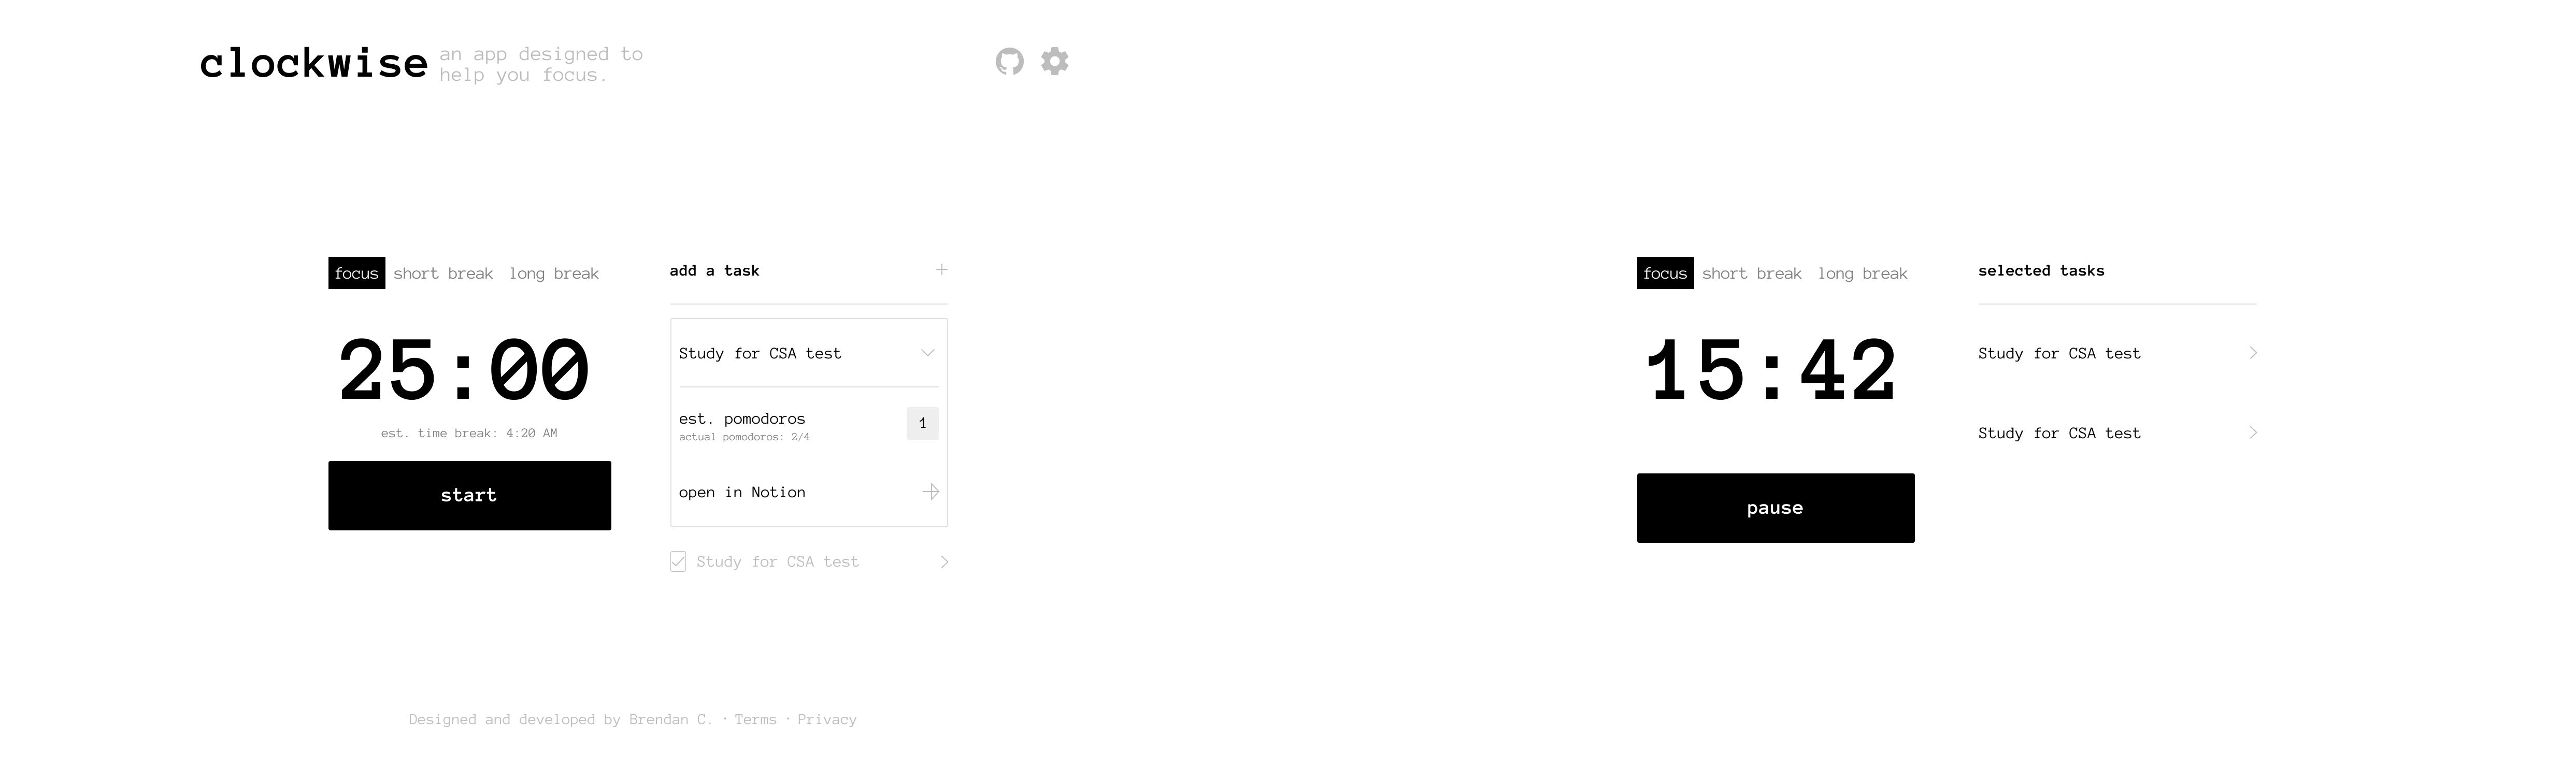 clockwise
an app designed to
help you focus.
focus short break long break
25:00
est. time break: 4:20 AM
start
add a task
Study for CSA test
est. pomodoros
actual pomodoros: 2/4
1
open in Notion
Study for CSA test
Designed and developed by Brendan C. · Terms · Privacy
focus short break long break
15:42
pause
selected tasks
Study for CSA test
Study for CSA test